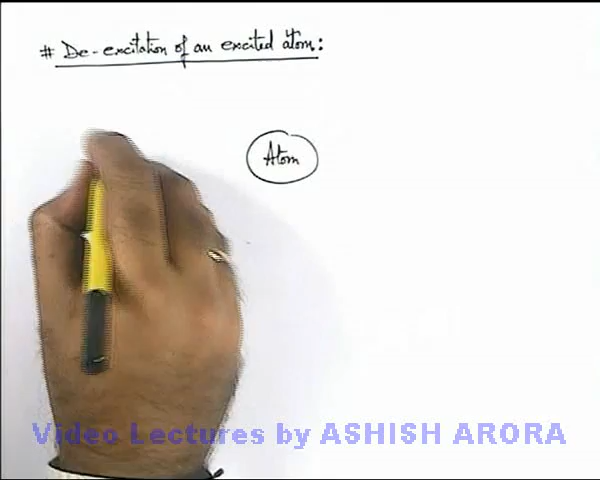 # De-excitation of an excited atom:
Atom
Video Lectures by ASHISH ARORA